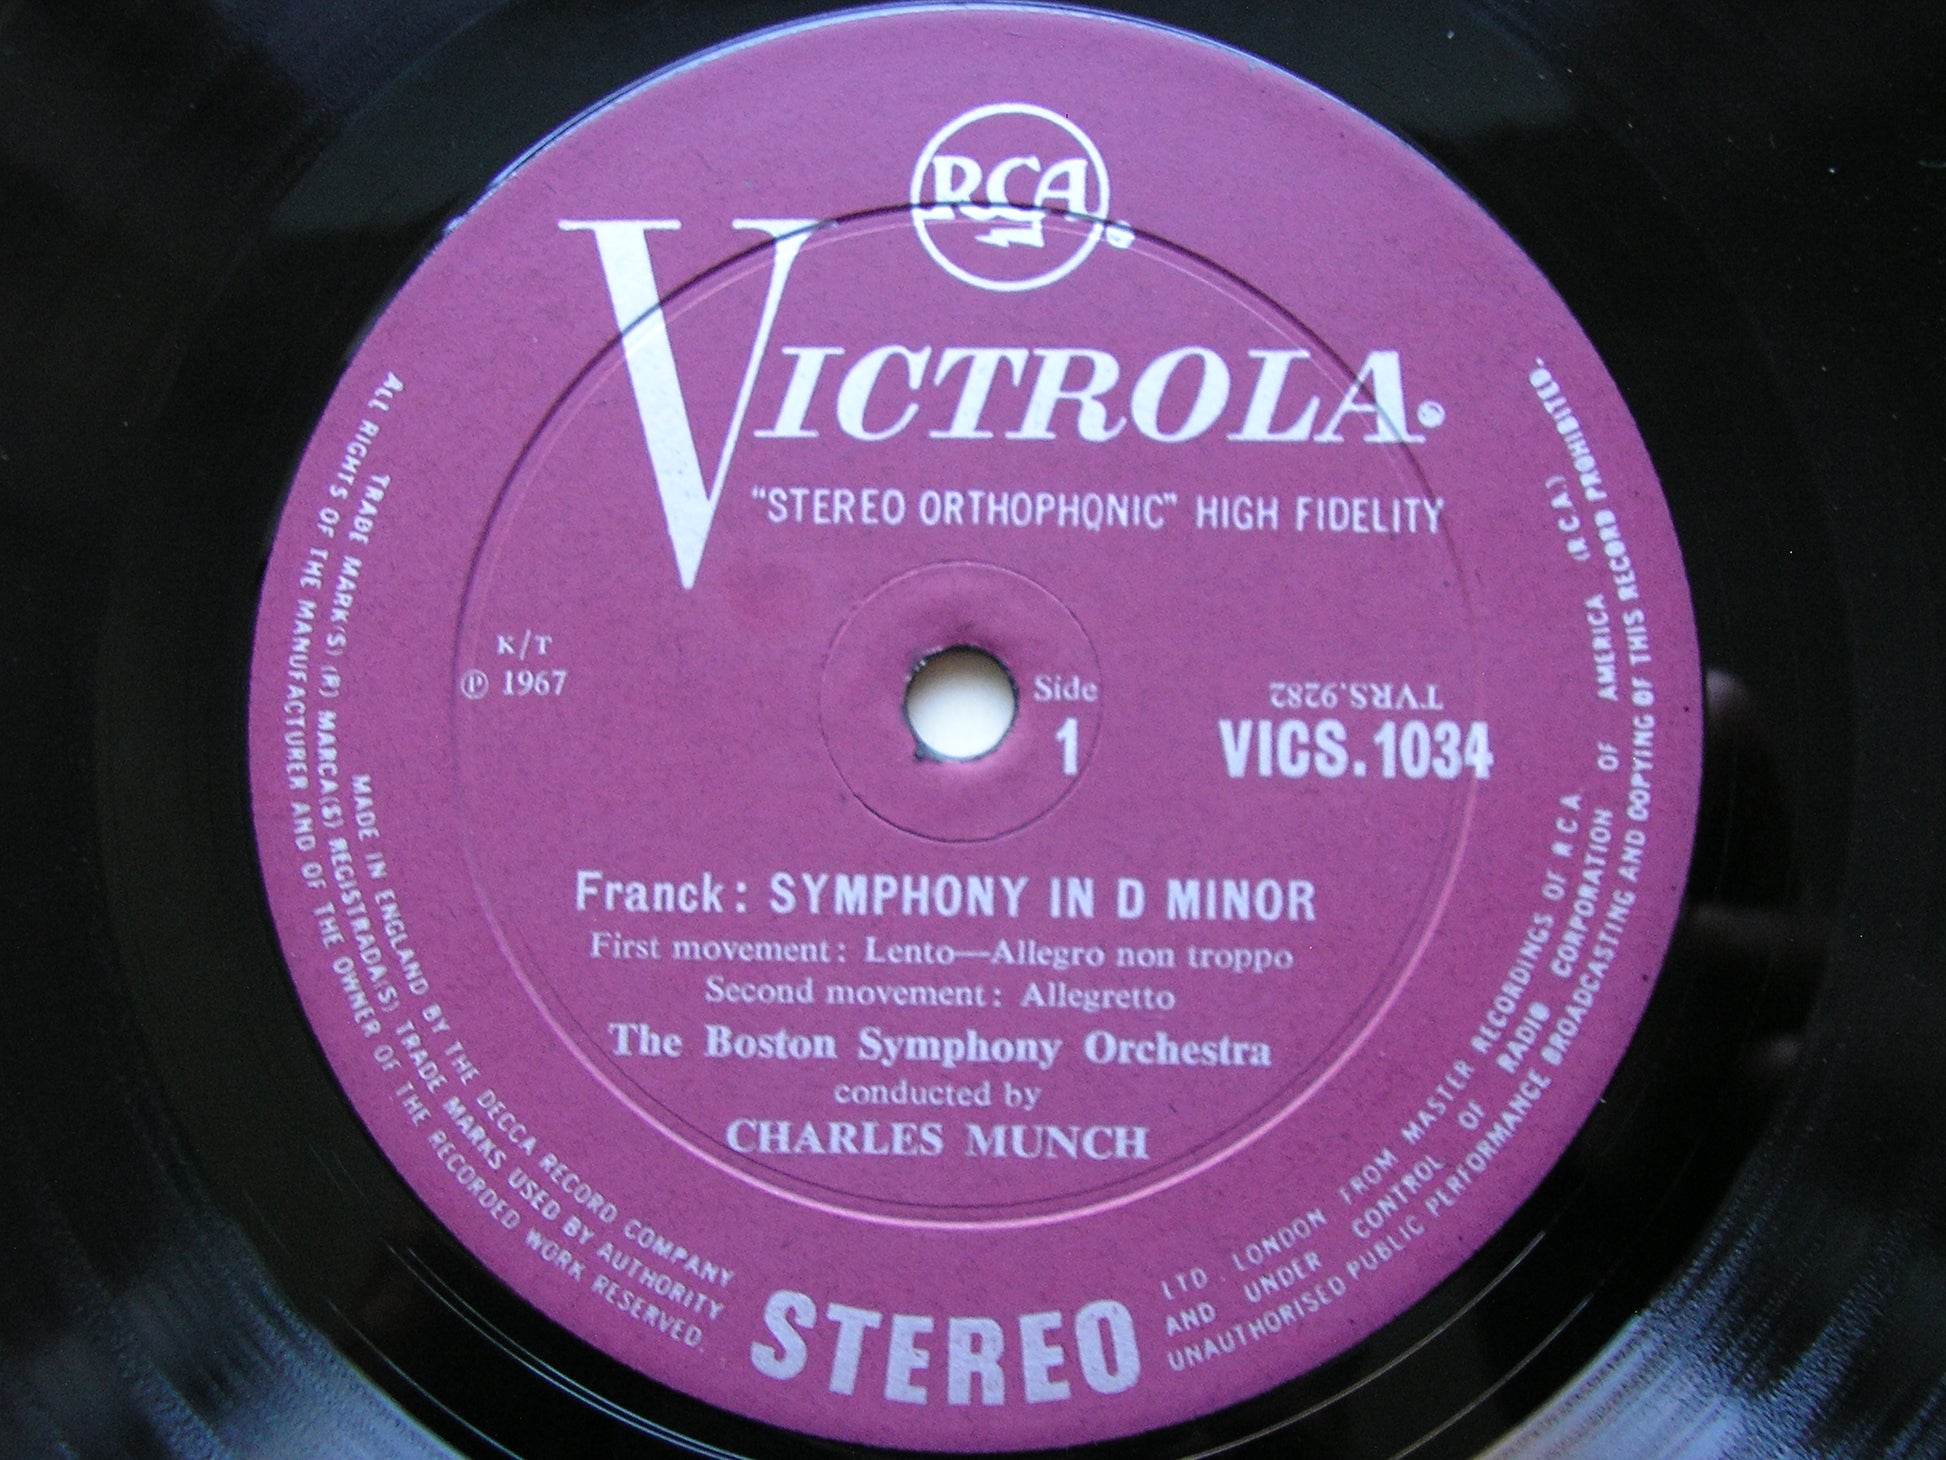 RCA
VICTROLA
"STEREO ORTHOPHONIC" HIGH FIDELITY
K/T
℗ 1967
Side
1
TVRS.9282
VICS.1034
Franck: SYMPHONY IN D MINOR
First movement: Lento—Allegro non troppo
Second movement: Allegretto
The Boston Symphony Orchestra
conducted by
CHARLES MUNCH
STEREO
MADE IN ENGLAND BY THE DECCA RECORD COMPANY LTD. LONDON FROM MASTER RECORDINGS OF R.C.A.
TRADE MARK(S) (R) MARCA(S) REGISTRADA(S) TRADE MARKS USED BY AUTHORITY AND UNDER CONTROL OF RADIO CORPORATION OF AMERICA (R.C.A.)
ALL RIGHTS OF THE MANUFACTURER AND OF THE OWNER OF THE RECORDED WORK RESERVED. UNAUTHORISED PUBLIC PERFORMANCE BROADCASTING AND COPYING OF THIS RECORD PROHIBITED.